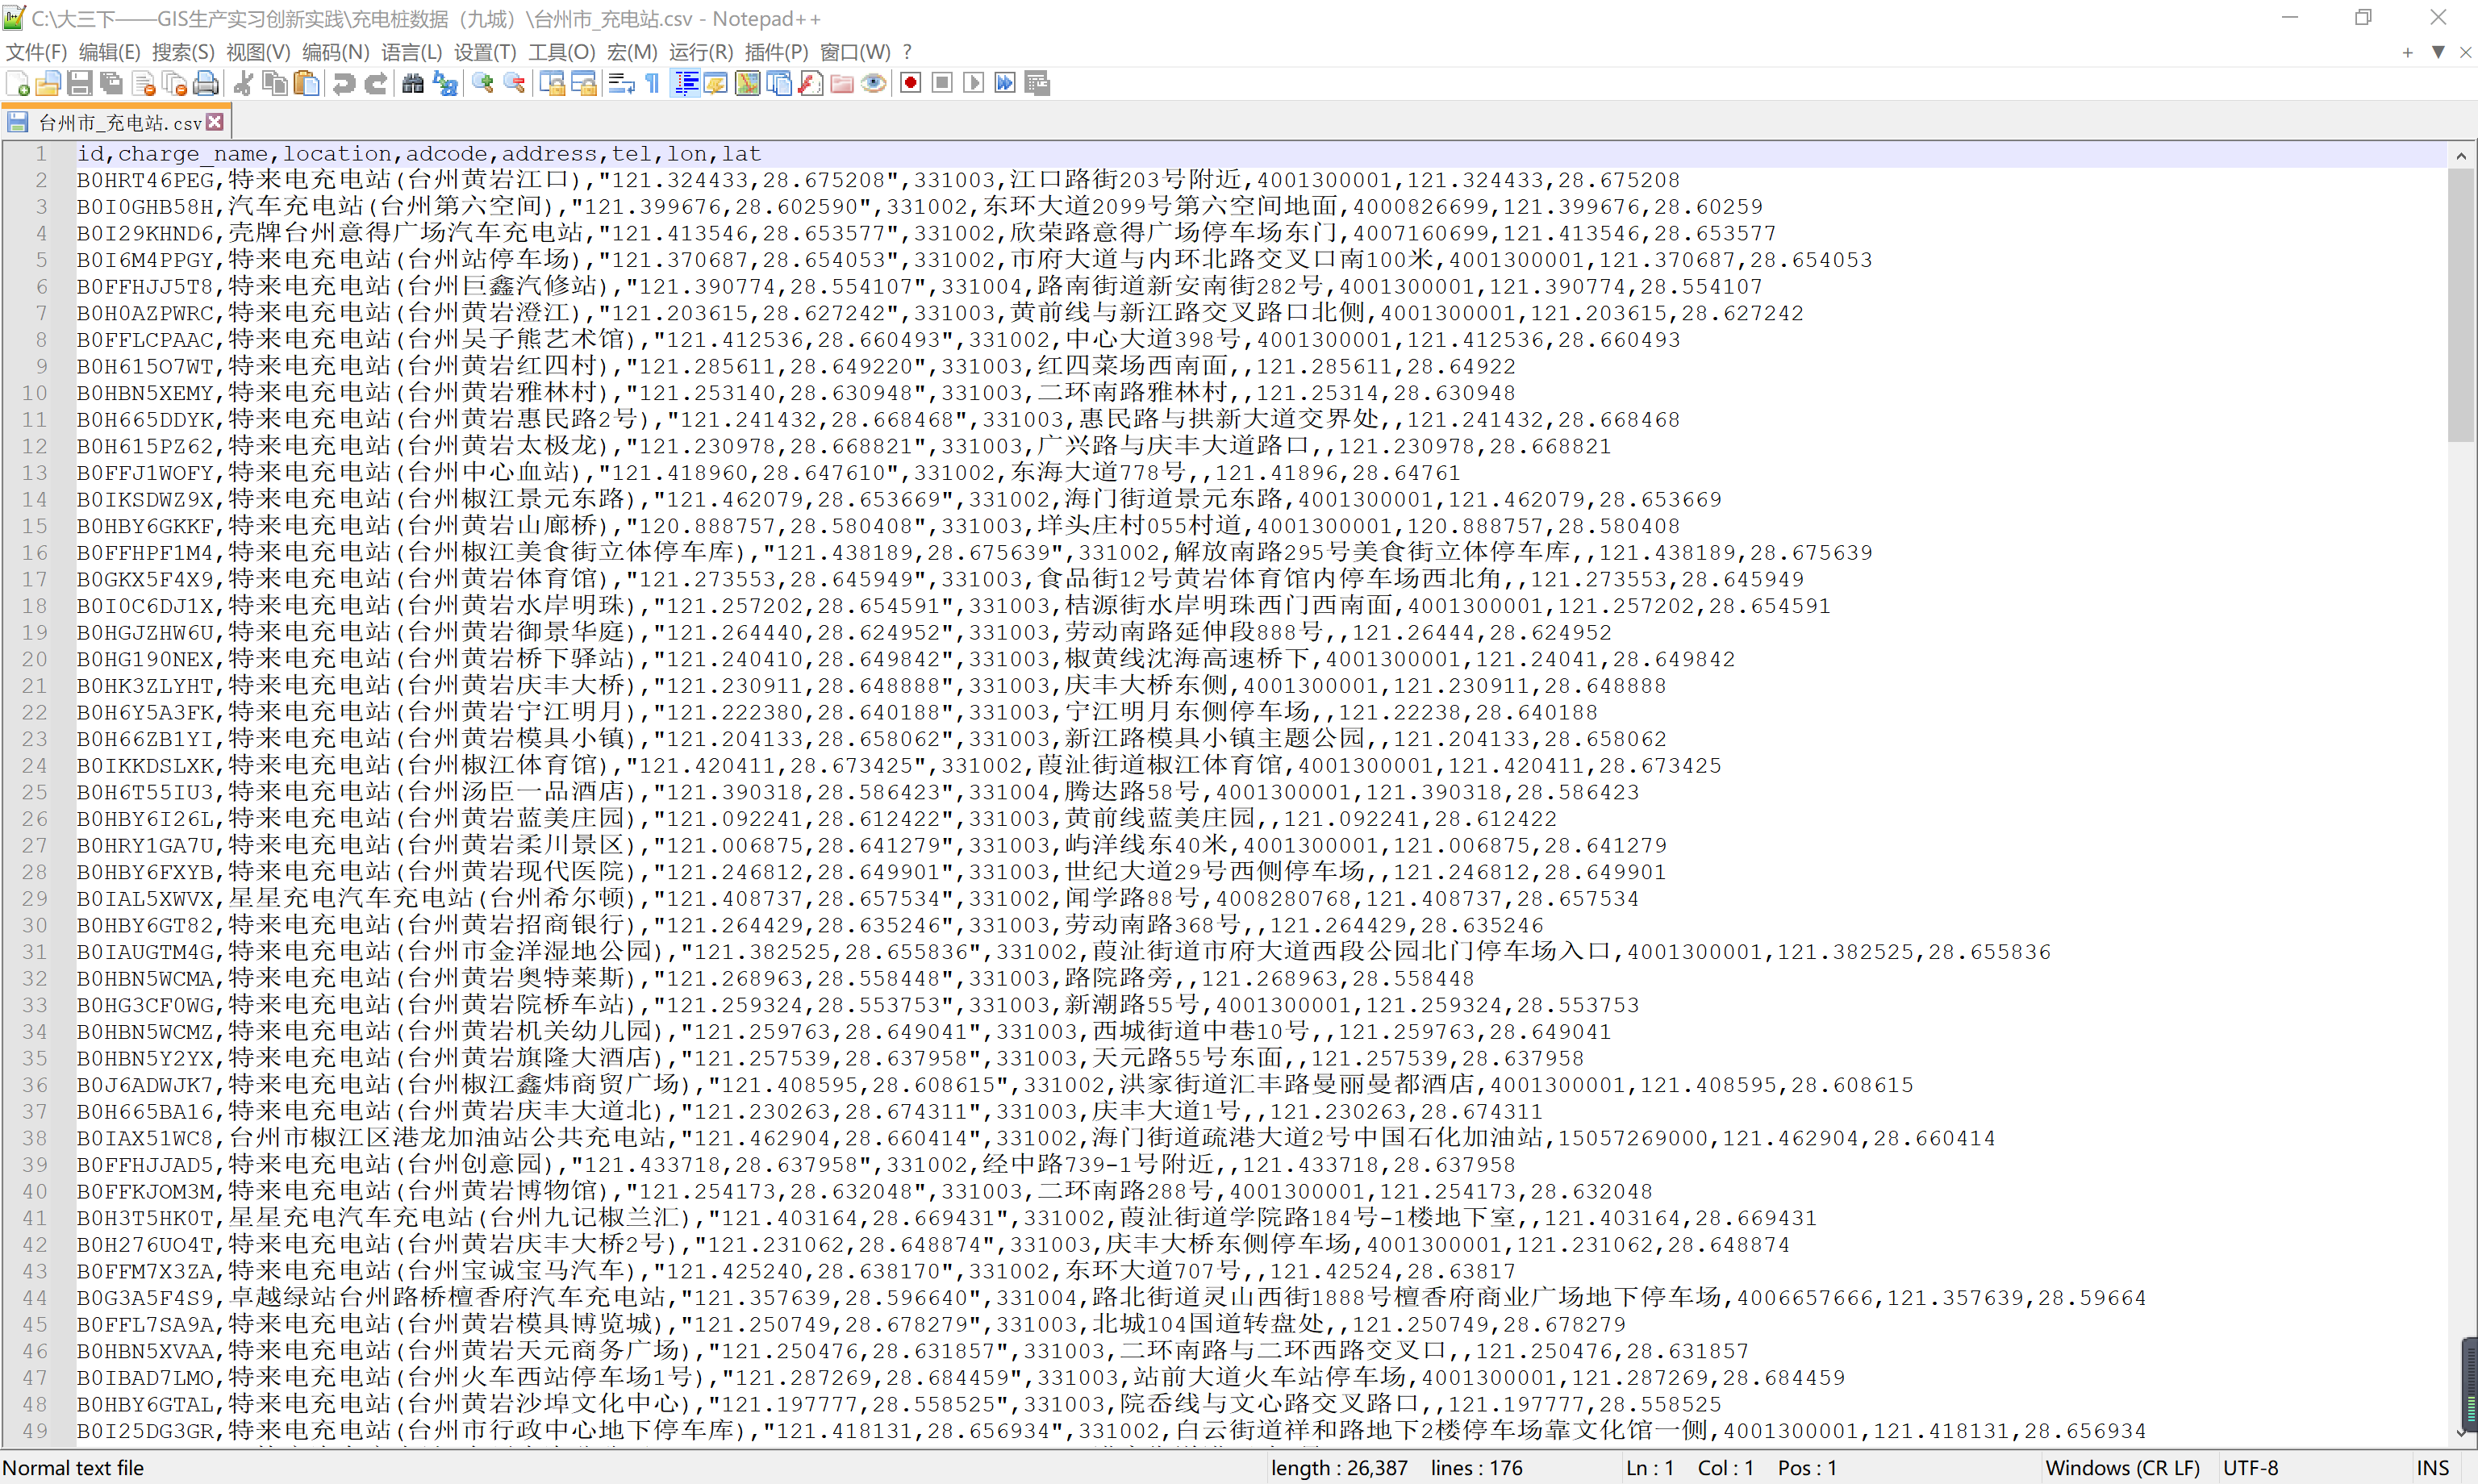 C:\大三下——GIS生产实习创新实践\充电桩数据（九城）\台州市_充电站.csv - Notepad++
文件(F) 编辑(E) 搜索(S) 视图(V) 编码(N) 语言(L) 设置(T) 工具(O) 宏(M) 运行(R) 插件(P) 窗口(W) ?
台州市_充电站.csv
1 id,charge_name,location,adcode,address,tel,lon,lat
2 B0HRT46PEG,特来电充电站(台州黄岩江口),"121.324433,28.675208",331003,江口路街203号附近,4001300001,121.324433,28.675208
3 B0I0GHB58H,汽车充电站(台州第六空间),"121.399676,28.602590",331002,东环大道2099号第六空间地面,4000826699,121.399676,28.60259
4 B0I29KHND6,壳牌台州意得广场汽车充电站,"121.413546,28.653577",331002,欣荣路意得广场停车场东门,4007160699,121.413546,28.653577
5 B0I6M4PPGY,特来电充电站(台州站停车场),"121.370687,28.654053",331002,市府大道与内环北路交叉口南100米,4001300001,121.370687,28.654053
6 B0FFHJJ5T8,特来电充电站(台州巨鑫汽修站),"121.390774,28.554107",331004,路南街道新安南街282号,4001300001,121.390774,28.554107
7 B0H0AZPWRC,特来电充电站(台州黄岩澄江),"121.203615,28.627242",331003,黄前线与新江路交叉路口北侧,4001300001,121.203615,28.627242
8 B0FFLCPAAC,特来电充电站(台州吴子熊艺术馆),"121.412536,28.660493",331002,中心大道398号,4001300001,121.412536,28.660493
9 B0H615O7WT,特来电充电站(台州黄岩红四村),"121.285611,28.649220",331003,红四菜场西南面,,121.285611,28.64922
10 B0HBN5XEMY,特来电充电站(台州黄岩雅林村),"121.253140,28.630948",331003,二环南路雅林村,,121.25314,28.630948
11 B0H665DDYK,特来电充电站(台州黄岩惠民路2号),"121.241432,28.668468",331003,惠民路与拱新大道交界处,,121.241432,28.668468
12 B0H615PZ62,特来电充电站(台州黄岩太极龙),"121.230978,28.668821",331003,广兴路与庆丰大道路口,,121.230978,28.668821
13 B0FFJ1WOFY,特来电充电站(台州中心血站),"121.418960,28.647610",331002,东海大道778号,,121.41896,28.64761
14 B0IKSDWZ9X,特来电充电站(台州椒江景元东路),"121.462079,28.653669",331002,海门街道景元东路,4001300001,121.462079,28.653669
15 B0HBY6GKKF,特来电充电站(台州黄岩山廊桥),"120.888757,28.580408",331003,垟头庄村055村道,4001300001,120.888757,28.580408
16 B0FFHPF1M4,特来电充电站(台州椒江美食街立体停车库),"121.438189,28.675639",331002,解放南路295号美食街立体停车库,,121.438189,28.675639
17 B0GKX5F4X9,特来电充电站(台州黄岩体育馆),"121.273553,28.645949",331003,食品街12号黄岩体育馆内停车场西北角,,121.273553,28.645949
18 B0I0C6DJ1X,特来电充电站(台州黄岩水岸明珠),"121.257202,28.654591",331003,桔源街水岸明珠西门西南面,4001300001,121.257202,28.654591
19 B0HGJZHW6U,特来电充电站(台州黄岩御景华庭),"121.264440,28.624952",331003,劳动南路延伸段888号,,121.26444,28.624952
20 B0HG190NEX,特来电充电站(台州黄岩桥下驿站),"121.240410,28.649842",331003,椒黄线沈海高速桥下,4001300001,121.24041,28.649842
21 B0HK3ZLYHT,特来电充电站(台州黄岩庆丰大桥),"121.230911,28.648888",331003,庆丰大桥东侧,4001300001,121.230911,28.648888
22 B0H6Y5A3FK,特来电充电站(台州黄岩宁江明月),"121.222380,28.640188",331003,宁江明月东侧停车场,,121.22238,28.640188
23 B0H66ZB1YI,特来电充电站(台州黄岩模具小镇),"121.204133,28.658062",331003,新江路模具小镇主题公园,,121.204133,28.658062
24 B0IKKDSLXK,特来电充电站(台州椒江体育馆),"121.420411,28.673425",331002,葭沚街道椒江体育馆,4001300001,121.420411,28.673425
25 B0H6T55IU3,特来电充电站(台州汤臣一品酒店),"121.390318,28.586423",331004,腾达路58号,4001300001,121.390318,28.586423
26 B0HBY6I26L,特来电充电站(台州黄岩蓝美庄园),"121.092241,28.612422",331003,黄前线蓝美庄园,,121.092241,28.612422
27 B0HRY1GA7U,特来电充电站(台州黄岩柔川景区),"121.006875,28.641279",331003,屿洋线东40米,4001300001,121.006875,28.641279
28 B0HBY6FXYB,特来电充电站(台州黄岩现代医院),"121.246812,28.649901",331003,世纪大道29号西侧停车场,,121.246812,28.649901
29 B0IAL5XWVX,星星充电汽车充电站(台州希尔顿),"121.408737,28.657534",331002,闻学路88号,4008280768,121.408737,28.657534
30 B0HBY6GT82,特来电充电站(台州黄岩招商银行),"121.264429,28.635246",331003,劳动南路368号,,121.264429,28.635246
31 B0IAUGTM4G,特来电充电站(台州市金洋湿地公园),"121.382525,28.655836",331002,葭沚街道市府大道西段公园北门停车场入口,4001300001,121.382525,28.655836
32 B0HBN5WCMA,特来电充电站(台州黄岩奥特莱斯),"121.268963,28.558448",331003,路院路旁,,121.268963,28.558448
33 B0HG3CF0WG,特来电充电站(台州黄岩院桥车站),"121.259324,28.553753",331003,新潮路55号,4001300001,121.259324,28.553753
34 B0HBN5WCMZ,特来电充电站(台州黄岩机关幼儿园),"121.259763,28.649041",331003,西城街道中巷10号,,121.259763,28.649041
35 B0HBN5Y2YX,特来电充电站(台州黄岩旗隆大酒店),"121.257539,28.637958",331003,天元路55号东面,,121.257539,28.637958
36 B0J6ADWJK7,特来电充电站(台州椒江鑫炜商贸广场),"121.408595,28.608615",331002,洪家街道汇丰路曼丽曼都酒店,4001300001,121.408595,28.608615
37 B0H665BA16,特来电充电站(台州黄岩庆丰大道北),"121.230263,28.674311",331003,庆丰大道1号,,121.230263,28.674311
38 B0IAX51WC8,台州市椒江区港龙加油站公共充电站,"121.462904,28.660414",331002,海门街道疏港大道2号中国石化加油站,15057269000,121.462904,28.660414
39 B0FFHJJAD5,特来电充电站(台州创意园),"121.433718,28.637958",331002,经中路739-1号附近,,121.433718,28.637958
40 B0FFKJOM3M,特来电充电站(台州黄岩博物馆),"121.254173,28.632048",331003,二环南路288号,4001300001,121.254173,28.632048
41 B0H3T5HK0T,星星充电汽车充电站(台州九记椒兰汇),"121.403164,28.669431",331002,葭沚街道学院路184号-1楼地下室,,121.403164,28.669431
42 B0H276UO4T,特来电充电站(台州黄岩庆丰大桥2号),"121.231062,28.648874",331003,庆丰大桥东侧停车场,4001300001,121.231062,28.648874
43 B0FFM7X3ZA,特来电充电站(台州宝诚宝马汽车),"121.425240,28.638170",331002,东环大道707号,,121.42524,28.63817
44 B0G3A5F4S9,卓越绿站台州路桥檀香府汽车充电站,"121.357639,28.596640",331004,路北街道灵山西街1888号檀香府商业广场地下停车场,4006657666,121.357639,28.59664
45 B0FFL7SA9A,特来电充电站(台州黄岩模具博览城),"121.250749,28.678279",331003,北城104国道转盘处,,121.250749,28.678279
46 B0HBN5XVAA,特来电充电站(台州黄岩天元商务广场),"121.250476,28.631857",331003,二环南路与二环西路交叉口,,121.250476,28.631857
47 B0IBAD7LMO,特来电充电站(台州火车西站停车场1号),"121.287269,28.684459",331003,站前大道火车站停车场,4001300001,121.287269,28.684459
48 B0HBY6GTAL,特来电充电站(台州黄岩沙埠文化中心),"121.197777,28.558525",331003,院岙线与文心路交叉路口,,121.197777,28.558525
49 B0I25DG3GR,特来电充电站(台州市行政中心地下停车库),"121.418131,28.656934",331002,白云街道祥和路地下2楼停车场靠文化馆一侧,4001300001,121.418131,28.656934
Normal text file length : 26,387 lines : 176 Ln : 1 Col : 1 Pos : 1 Windows (CR LF) UTF-8 INS